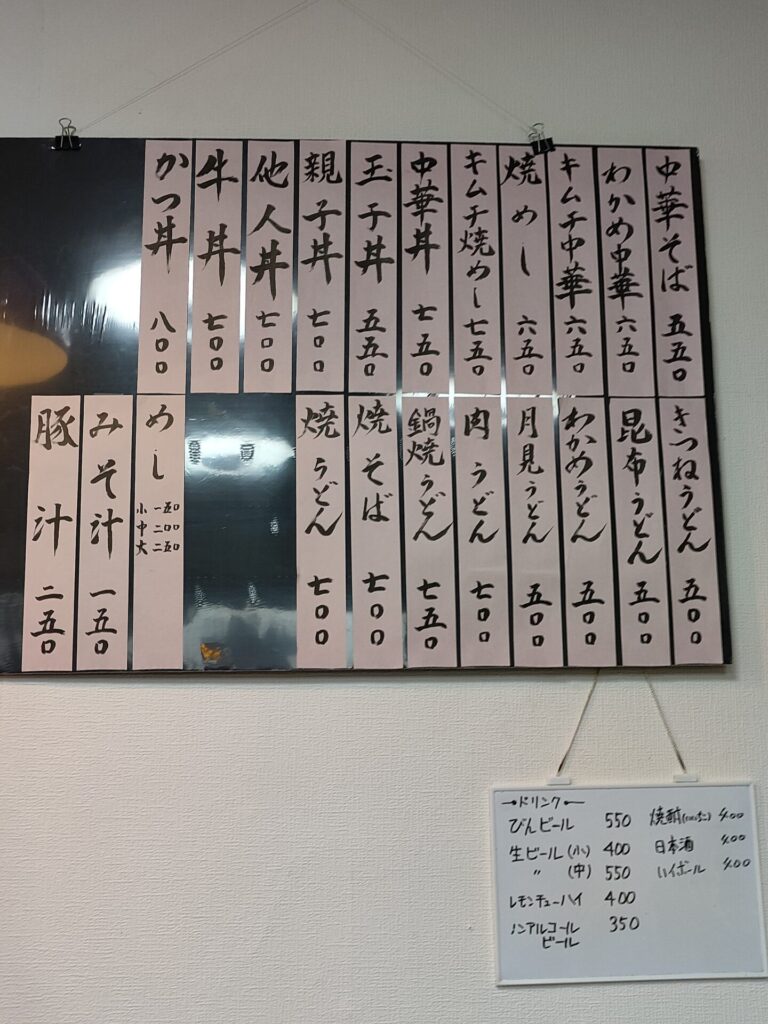 中華そば 五五〇
わかめ中華 六五〇
キムチ中華 六五〇
焼めし 六五〇
キムチ焼めし 七五〇
中華丼 七五〇
玉子丼 五五〇
親子丼 七〇〇
他人丼 七〇〇
牛丼 七〇〇
かつ丼 八〇〇
きつねうどん 五〇〇
昆布うどん 五〇〇
わかめうどん 五〇〇
月見うどん 五〇〇
肉うどん 七〇〇
鍋焼うどん 七五〇
焼そば 七〇〇
焼うどん 七〇〇
めし
小 一五〇
中 二〇〇
大 二五〇
みそ汁 一五〇
豚汁 二五〇
ドリンク
びんビール 550
生ビール (小) 400
〃 (中) 550
レモンチューハイ 400
ノンアルコール
ビール 350
焼酎 400
日本酒 400
ハイボール 400